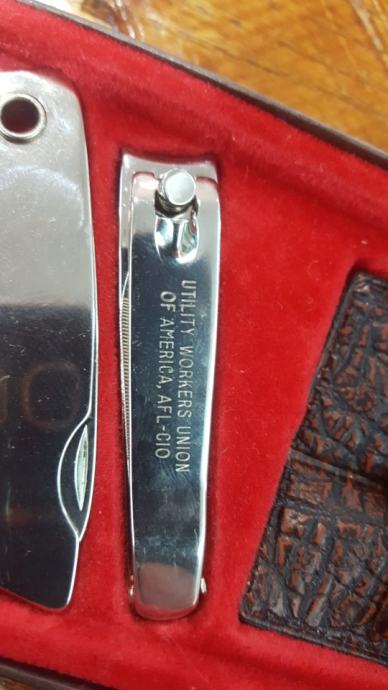 UTILITY WORKERS UNION
OF AMERICA, AFL-CIO